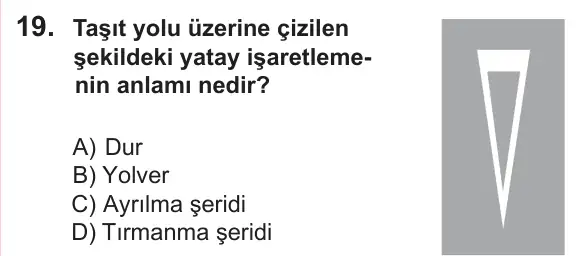 19. Taşıt yolu üzerine çizilen
şekildeki yatay işaretleme-
nin anlamı nedir?
A) Dur
B) Yolver
C) Ayrılma şeridi
D) Tırmanma şeridi